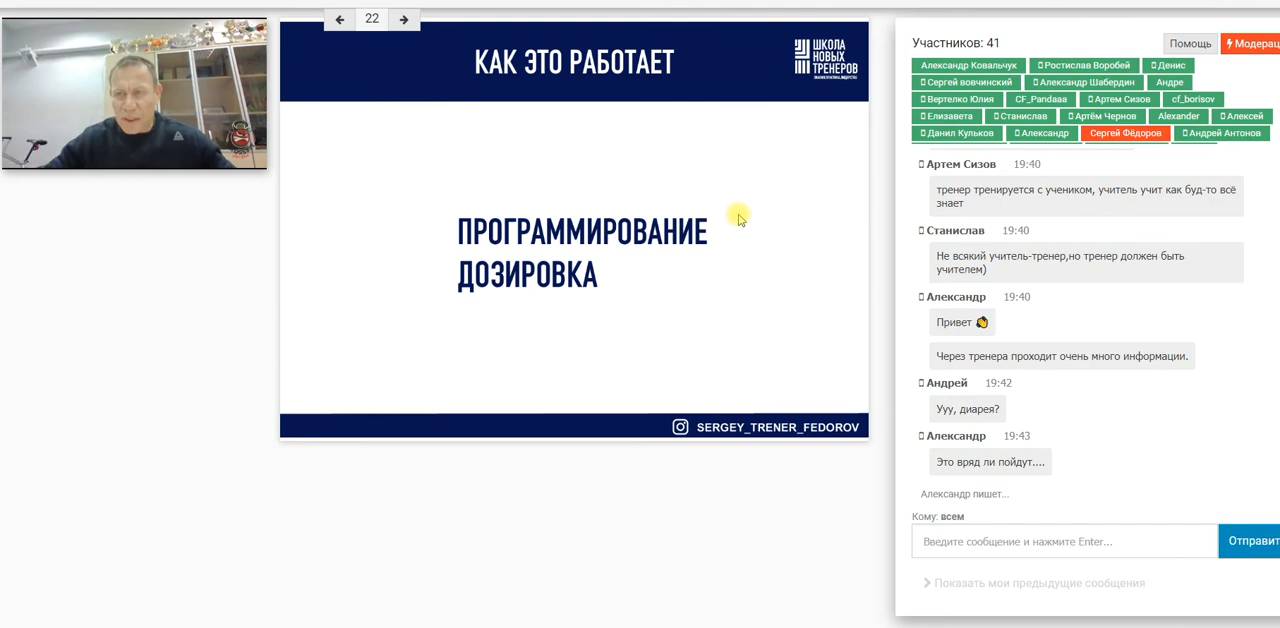 22
КАК ЭТО РАБОТАЕТ
ШКОЛА
НОВЫХ
ТРЕНЕРОВ
ПРОГРАММИРОВАНИЕ
ДОЗИРОВКА
SERGEY_TRENER_FEDOROV
Участников: 41
Помощь
Модерац
Александр Ковальчук
Ростислав Воробей
Денис
Сергей вовчинский
Александр Шабердин
Андре
Вертелко Юлия
CF_Pandaaa
Артем Сизов
cf_borisov
Елизавета
Станислав
Артём Чернов
Alexander
Алексей
Данил Кульков
Александр
Сергей Фёдоров
Андрей Антонов
Артем Сизов 19:40
тренер тренируется с учеником, учитель учит как буд-то всё
знает
Станислав 19:40
Не всякий учитель-тренер,но тренер должен быть
учителем)
Александр 19:40
Привет
Через тренера проходит очень много информации.
Андрей 19:42
Ууу, диарея?
Александр 19:43
Это вряд ли пойдут....
Александр пишет...
Кому: всем
Введите сообщение и нажмите Enter...
Отправит
Показать мои предыдущие сообщения